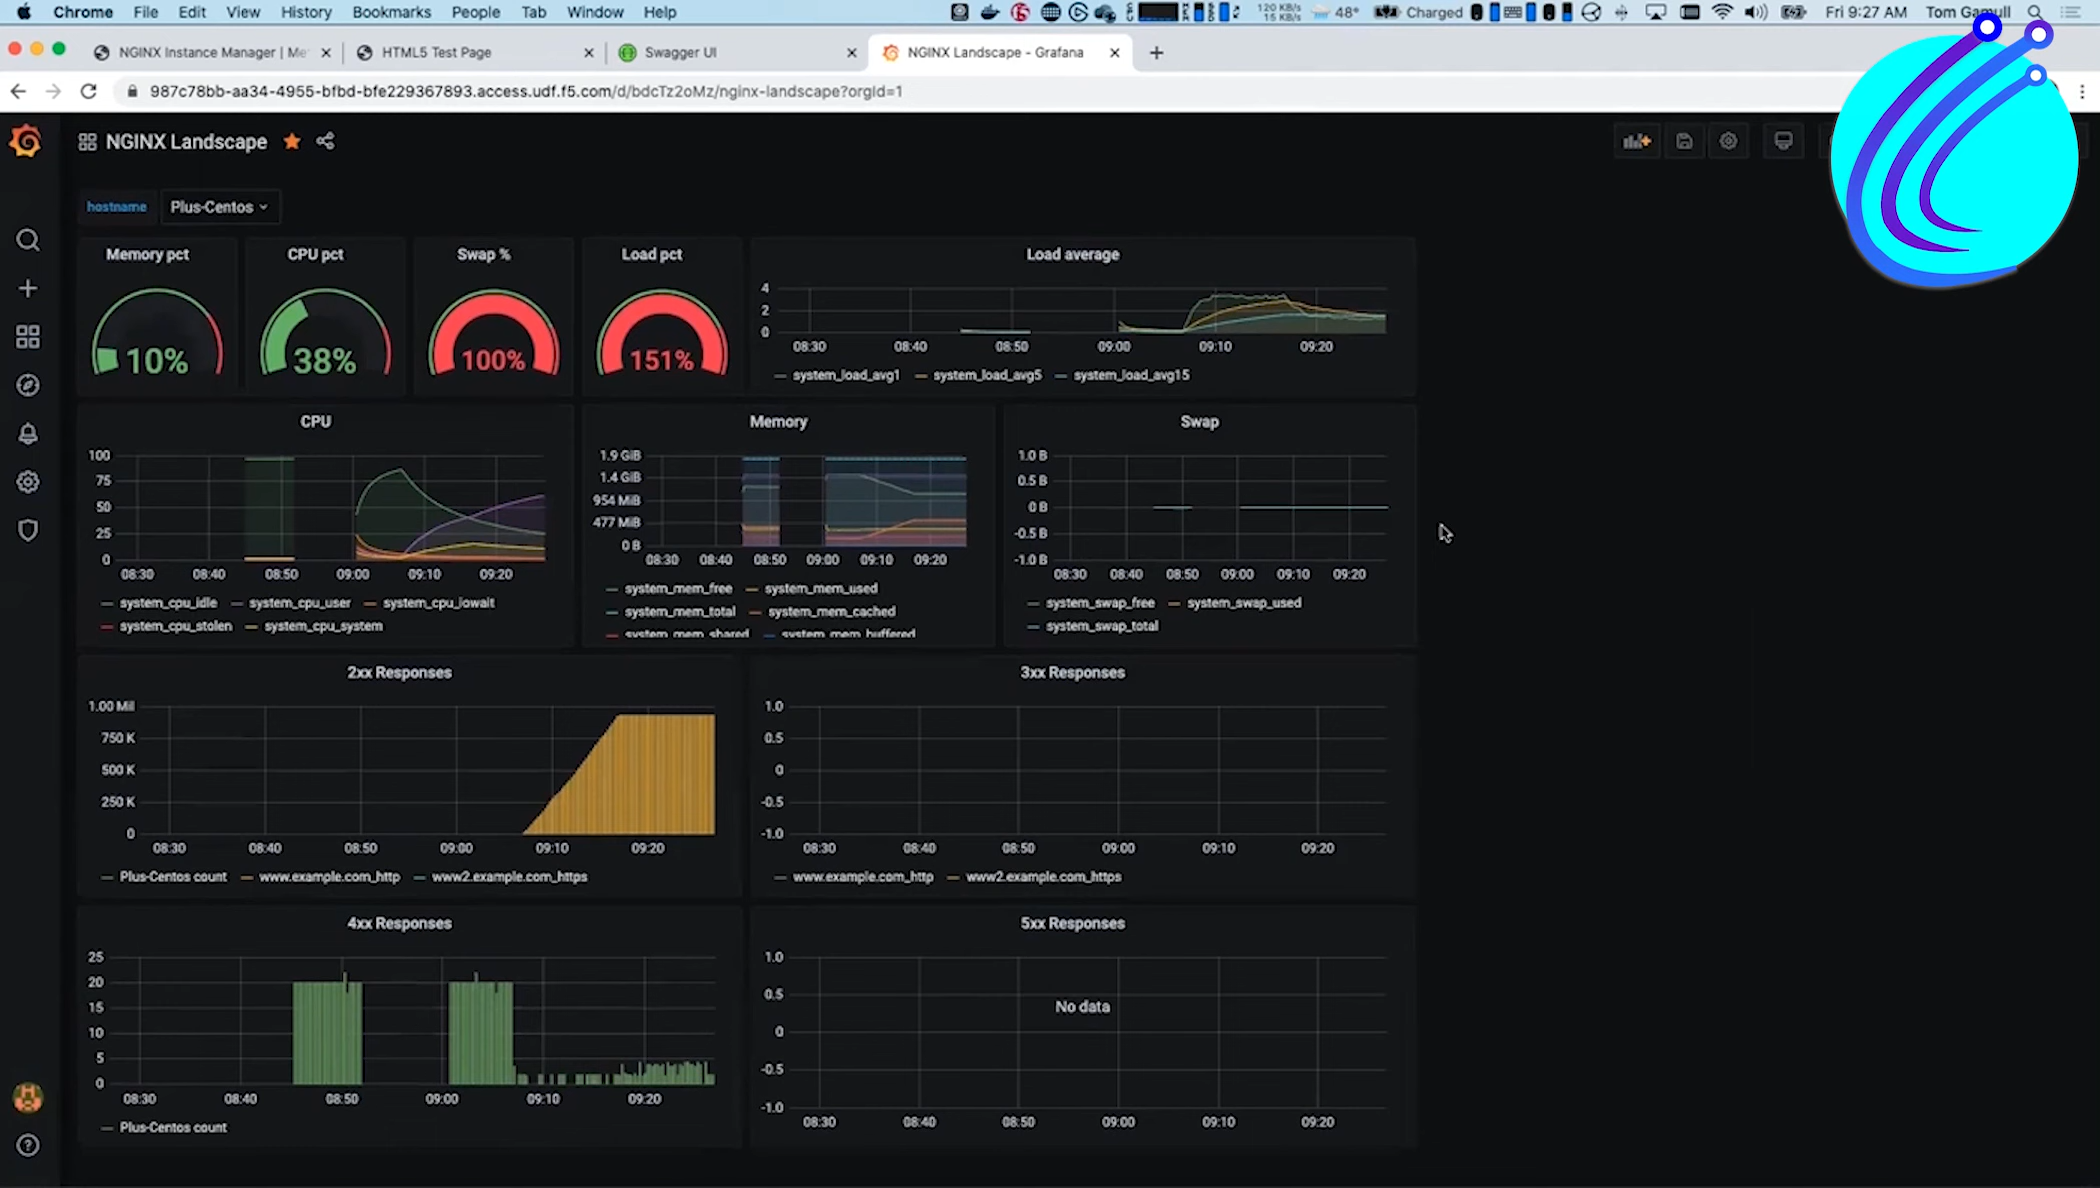 Chrome File Edit View History Bookmarks People Tab Window Help 120 KB/s 15 KB/s 48° Charged Fri 9:27 AM Tom Gamull
NGINX Instance Manager | Me HTML5 Test Page Swagger UI NGINX Landscape - Grafana
987c78bb-aa34-4955-bfbd-bfe229367893.access.udf.f5.com/d/bdcTz2oMz/nginx-landscape?orgId=1
NGINX Landscape
hostname Plus-Centos
Memory pct CPU pct Swap % Load pct Load average
10% 38% 100% 151%
4
2
0
08:30 08:40 08:50 09:00 09:10 09:20
system_load_avg1 system_load_avg5 system_load_avg15
CPU
100
75
50
25
0
08:30 08:40 08:50 09:00 09:10 09:20
system_cpu_idle system_cpu_user system_cpu_iowait
system_cpu_stolen system_cpu_system
Memory
1.9 GiB
1.4 GiB
954 MiB
477 MiB
0 B
08:30 08:40 08:50 09:00 09:10 09:20
system_mem_free system_mem_used
system_mem_total system_mem_cached
system_mem_shared system_mem_buffered
Swap
1.0 B
0.5 B
0 B
-0.5 B
-1.0 B
08:30 08:40 08:50 09:00 09:10 09:20
system_swap_free system_swap_used
system_swap_total
2xx Responses
1.00 Mil
750 K
500 K
250 K
0
08:30 08:40 08:50 09:00 09:10 09:20
Plus-Centos count www.example.com_http www2.example.com_https
3xx Responses
1.0
0.5
0
-0.5
-1.0
08:30 08:40 08:50 09:00 09:10 09:20
www.example.com_http www2.example.com_https
4xx Responses
25
20
15
10
5
0
08:30 08:40 08:50 09:00 09:10 09:20
Plus-Centos count
5xx Responses
1.0
0.5
No data
0
-0.5
-1.0
08:30 08:40 08:50 09:00 09:10 09:20